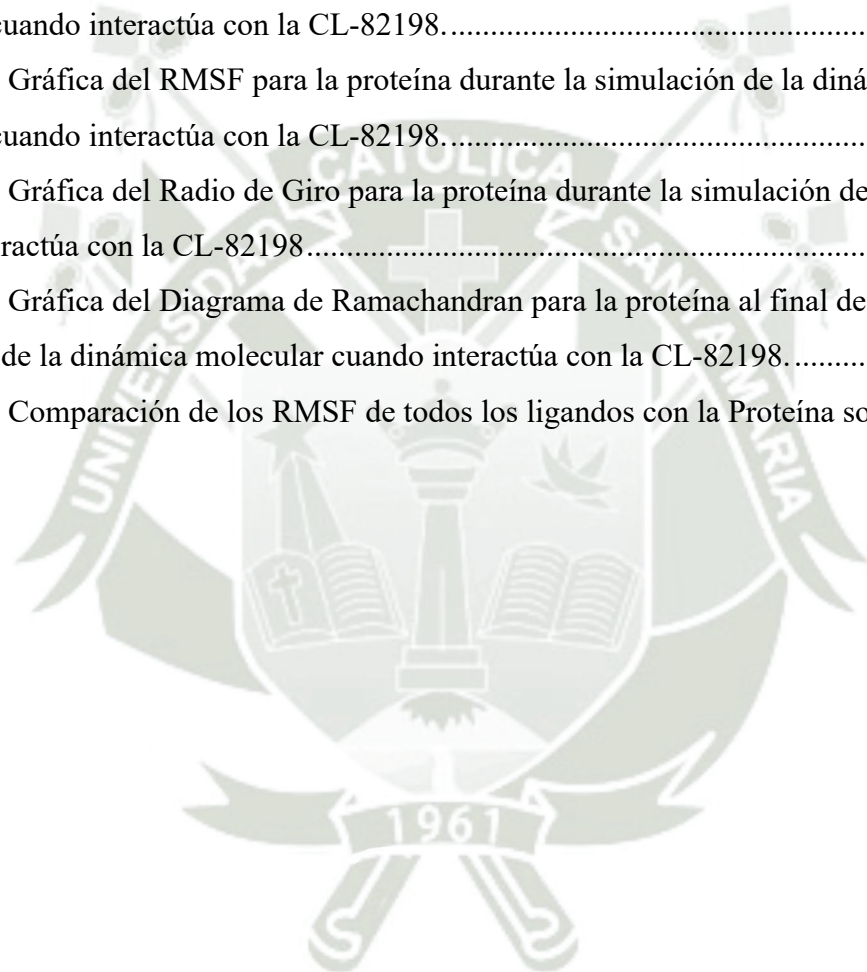 cuando interactúa con la CL-82198.
Gráfica del RMSF para la proteína durante la simulación de la diná
cuando interactúa con la CL-82198.
Gráfica del Radio de Giro para la proteína durante la simulación de
ractúa con la CL-82198
Gráfica del Diagrama de Ramachandran para la proteína al final de
de la dinámica molecular cuando interactúa con la CL-82198.
Comparación de los RMSF de todos los ligandos con la Proteína so
UNIVERSIDAD CATOLICA SANTA MARIA
1961